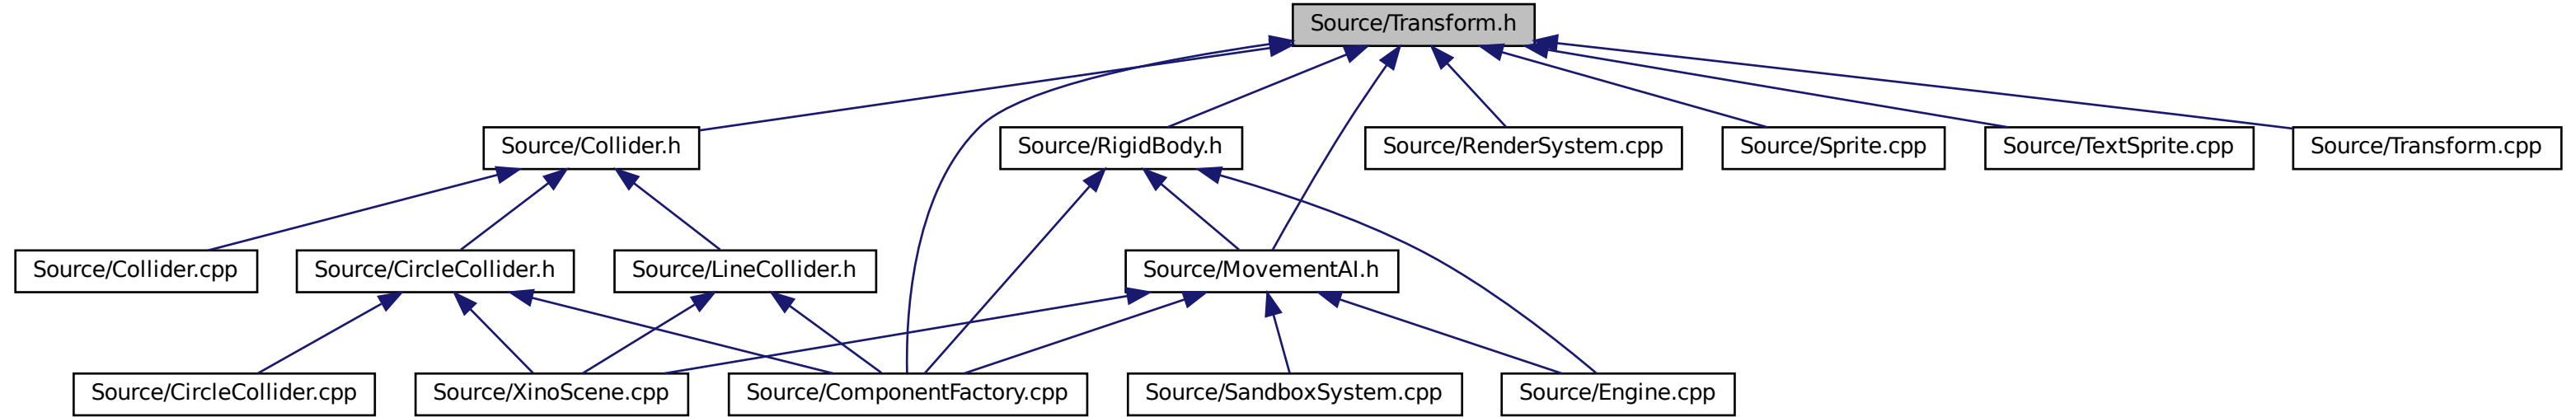 Source/Transform.h
Source/Collider.h
Source/RigidBody.h
Source/RenderSystem.cpp
Source/Sprite.cpp
Source/TextSprite.cpp
Source/Transform.cpp
Source/Collider.cpp
Source/CircleCollider.h
Source/LineCollider.h
Source/MovementAI.h
Source/CircleCollider.cpp
Source/XinoScene.cpp
Source/ComponentFactory.cpp
Source/SandboxSystem.cpp
Source/Engine.cpp